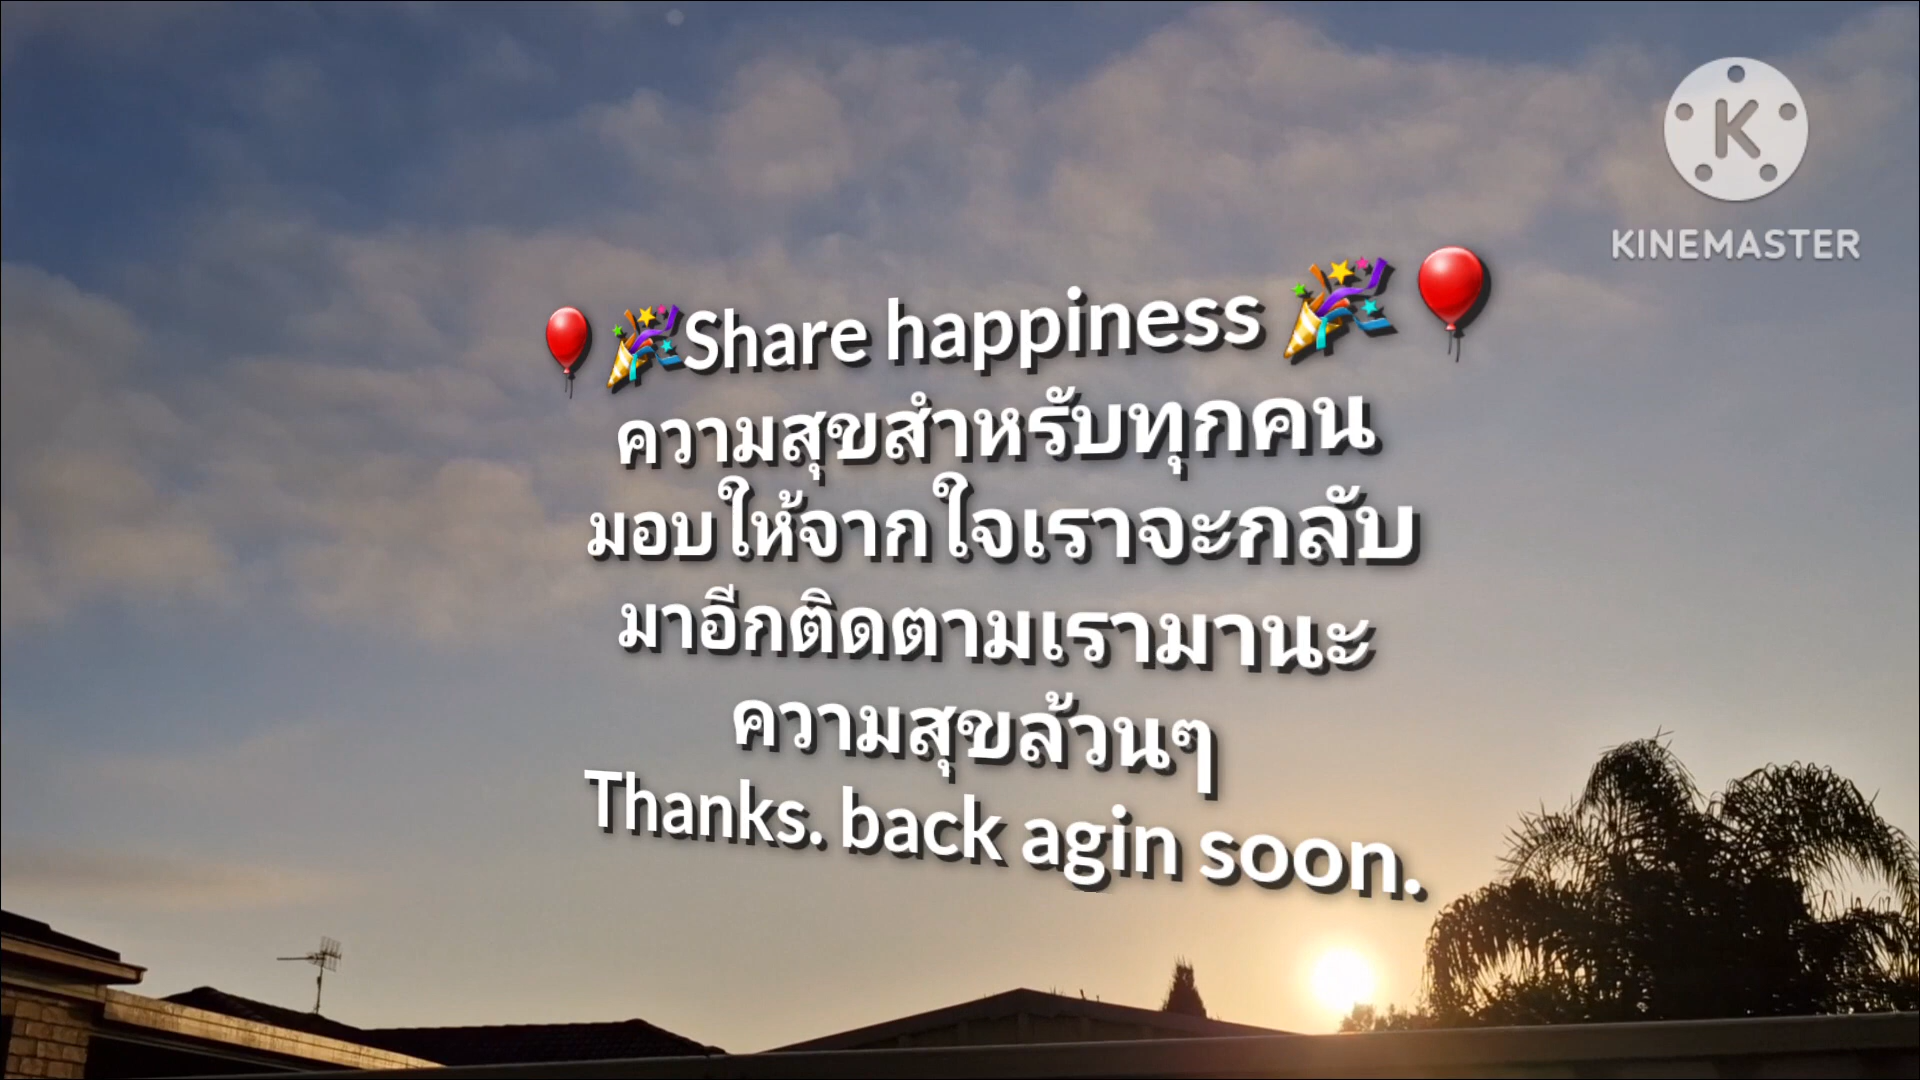 K
KINEMASTER
🎈🎉Share happiness 🎉🎈
ความสุขสำหรับทุกคน
มอบให้จากใจเราจะกลับ
มาอีกติดตามเรามานะ
ความสุขล้วนๆ
Thanks. back agin soon.